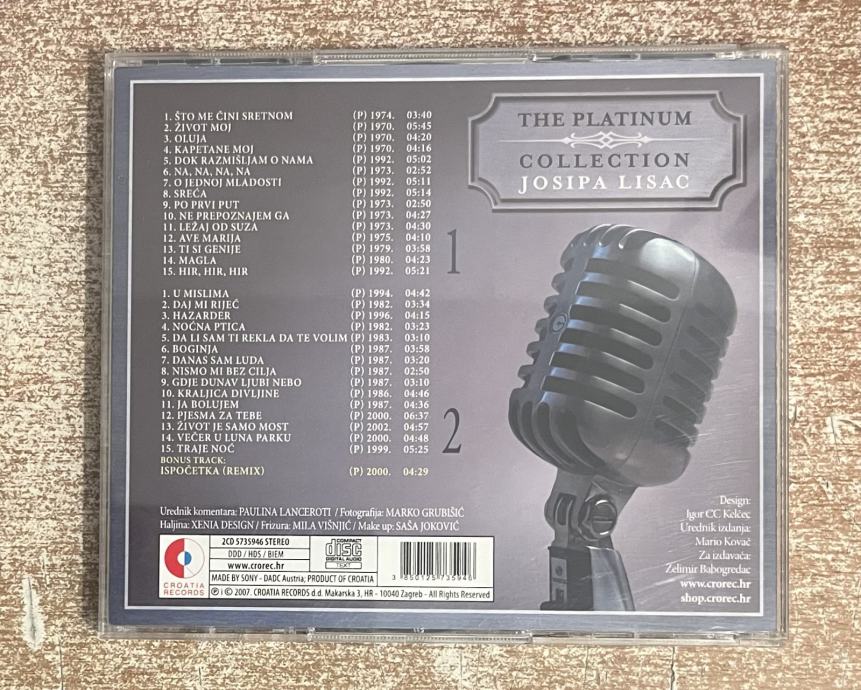 THE PLATINUM
COLLECTION
JOSIPA LISAC
1. ŠTO ME ČINI SRETNOM (P) 1974. 03:40
2. ŽIVOT MOJ (P) 1970. 05:45
3. OLUJA (P) 1970. 04:20
4. KAPETANE MOJ (P) 1970. 04:16
5. DOK RAZMIŠLJAM O NAMA (P) 1992. 05:02
6. NA, NA, NA, NA (P) 1973. 02:52
7. O JEDNOJ MLADOSTI (P) 1992. 05:11
8. SREĆA (P) 1992. 05:14
9. PO PRVI PUT (P) 1973. 02:50
10. NE PREPOZNAJEM GA (P) 1973. 04:27
11. LEŽAJ OD SUZA (P) 1973. 04:30
12. AVE MARIJA (P) 1975. 04:10
13. TI SI GENIJE (P) 1979. 03:58
14. MAGLA (P) 1980. 04:23
15. HIR, HIR, HIR (P) 1992. 05:21
1
1. U MISLIMA (P) 1994. 04:42
2. DAJ MI RIJEČ (P) 1982. 03:34
3. HAZARDER (P) 1996. 04:15
4. NOĆNA PTICA (P) 1982. 03:23
5. DA LI SAM TI REKLA DA TE VOLIM (P) 1983. 03:10
6. BOGINJA (P) 1987. 03:58
7. DANAS SAM LUDA (P) 1987. 03:20
8. NISMO MI BEZ CILJA (P) 1987. 02:50
9. GDJE DUNAV LJUBI NEBO (P) 1987. 03:10
10. KRALJICA DIVLJINE (P) 1986. 04:46
11. JA BOLUJEM (P) 1987. 04:36
12. PJESMA ZA TEBE (P) 2000. 06:37
13. ŽIVOT JE SAMO MOST (P) 2002. 04:57
14. VEČER U LUNA PARKU (P) 2000. 04:48
15. TRAJE NOĆ (P) 1999. 05:25
2
BONUS TRACK:
ISPOČETKA (REMIX) (P) 2000. 04:29
Urednik komentara: PAULINA LANCEROTI / Fotografija: MARKO GRUBIŠIĆ
Haljina: XENIA DESIGN / Frizura: MILA VIŠNJIĆ / Make up: SAŠA JOKOVIĆ
CROATIA
RECORDS
2CD 5735946 STEREO
DDD / HDS / BIEM
www.crorec.hr
COMPACT
disc
DIGITAL AUDIO
TEXT
MADE BY SONY - DADC Austria; PRODUCT OF CROATIA
℗ i © 2007. CROATIA RECORDS d.d. Makarska 3, HR - 10040 Zagreb - All Rights Reserved
3 850125 735946
Design:
Igor CC Kelčec
Urednik izdanja:
Mario Kovač
Za izdavača:
Želimir Babogredac
www.crorec.hr
shop.crorec.hr